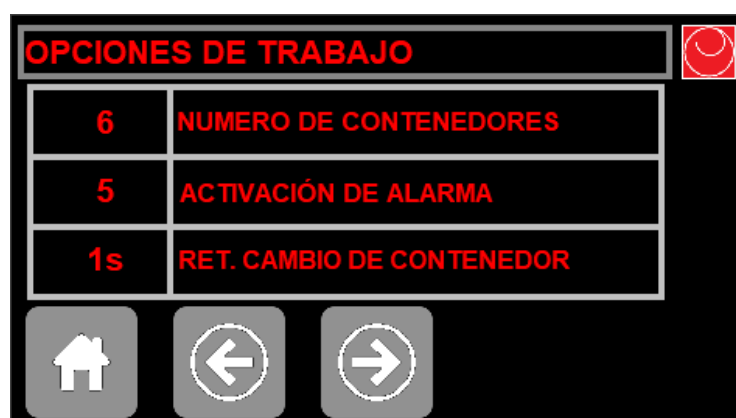 OPCIONES DE TRABAJO
6 NUMERO DE CONTENEDORES
5 ACTIVACIÓN DE ALARMA
1s RET. CAMBIO DE CONTENEDOR